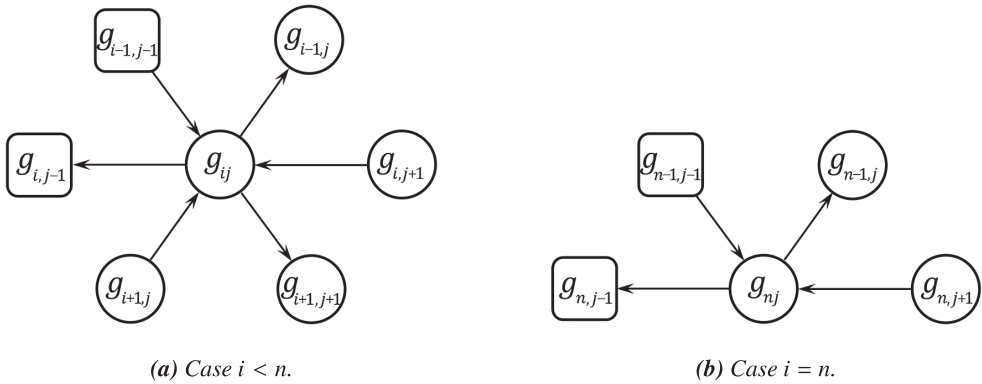 g_{i−1, j−1} g_{i−1, j}
g_{i, j−1} g_{ij} g_{i, j+1}
g_{i+1, j} g_{i+1, j+1}
g_{n−1, j−1} g_{n−1, j}
g_{n, j−1} g_{nj} g_{n, j+1}
(a) Case i < n.
(b) Case i = n.